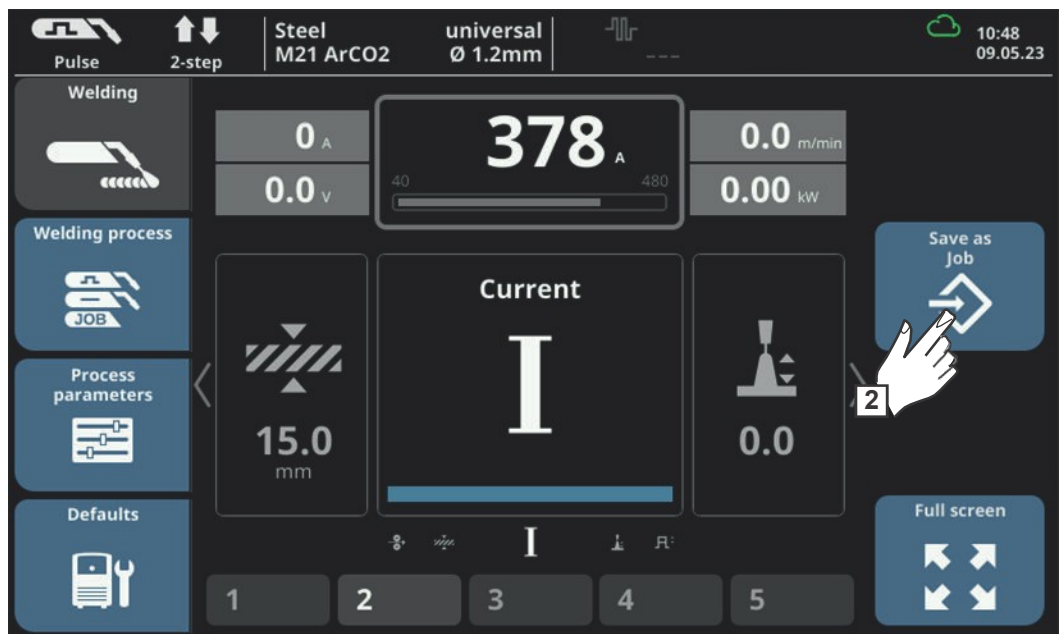 Pulse
2-step
Steel universal
M21 ArCO2 Ø 1.2mm
---
10:48
09.05.23
Welding
0 A
0.0 V
378 A
40 480
0.0 m/min
0.00 kW
Welding process
JOB
Process
parameters
Defaults
15.0
mm
Current
I
0.0
Save as
Job
2
Full screen
I
1 2 3 4 5